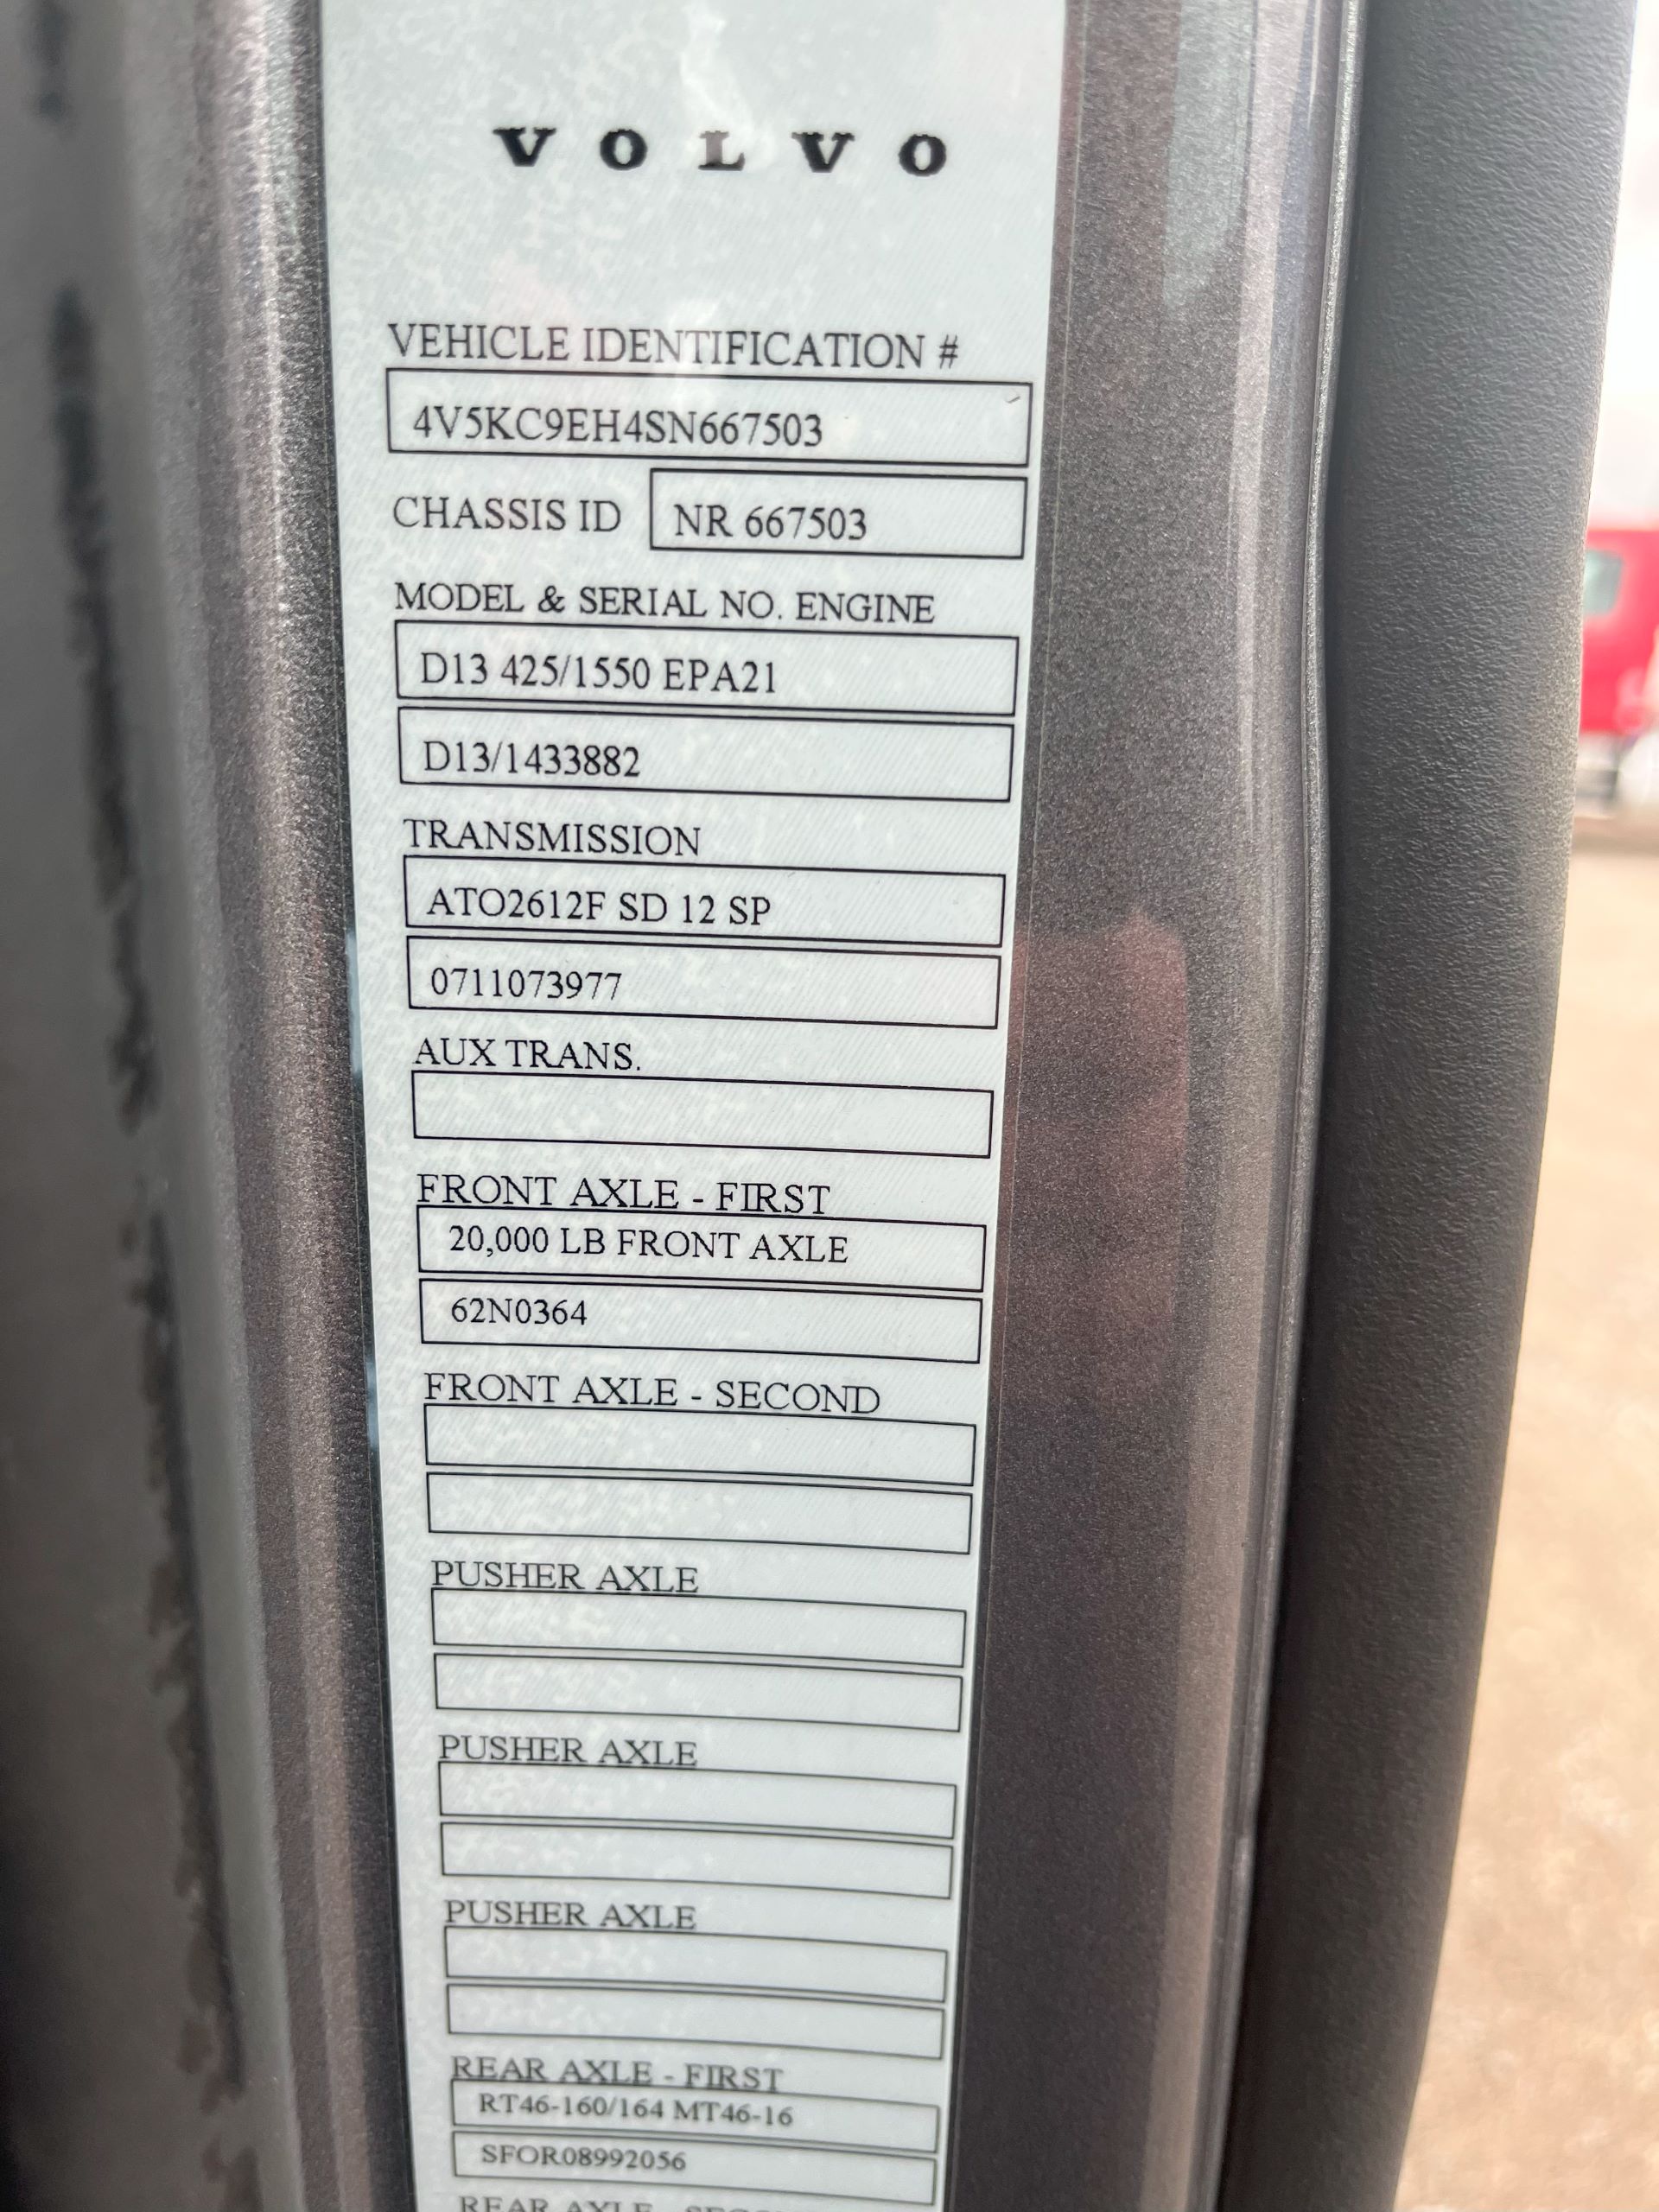 VOLVO
VEHICLE IDENTIFICATION #
4V5KC9EH4SN667503
CHASSIS ID NR 667503
MODEL & SERIAL NO. ENGINE
D13 425/1550 EPA21
D13/1433882
TRANSMISSION
ATO2612F SD 12 SP
0711073977
AUX TRANS.
FRONT AXLE - FIRST
20,000 LB FRONT AXLE
62N0364
FRONT AXLE - SECOND
PUSHER AXLE
PUSHER AXLE
PUSHER AXLE
REAR AXLE - FIRST
RT46-160/164 MT46-16
SFOR08992056
REAR AXLE -